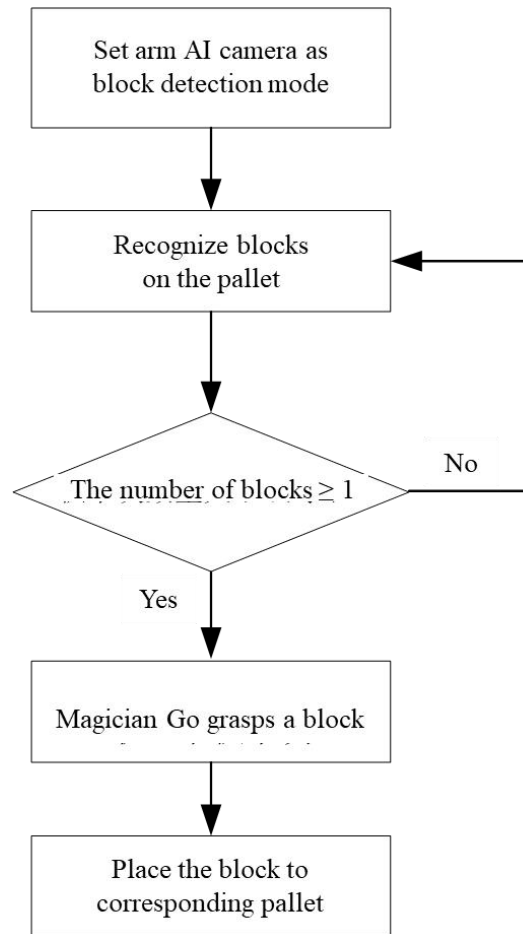 Set arm AI camera as
block detection mode
Recognize blocks
on the pallet
The number of blocks ≥ 1
No
Yes
Magician Go grasps a block
Place the block to
corresponding pallet